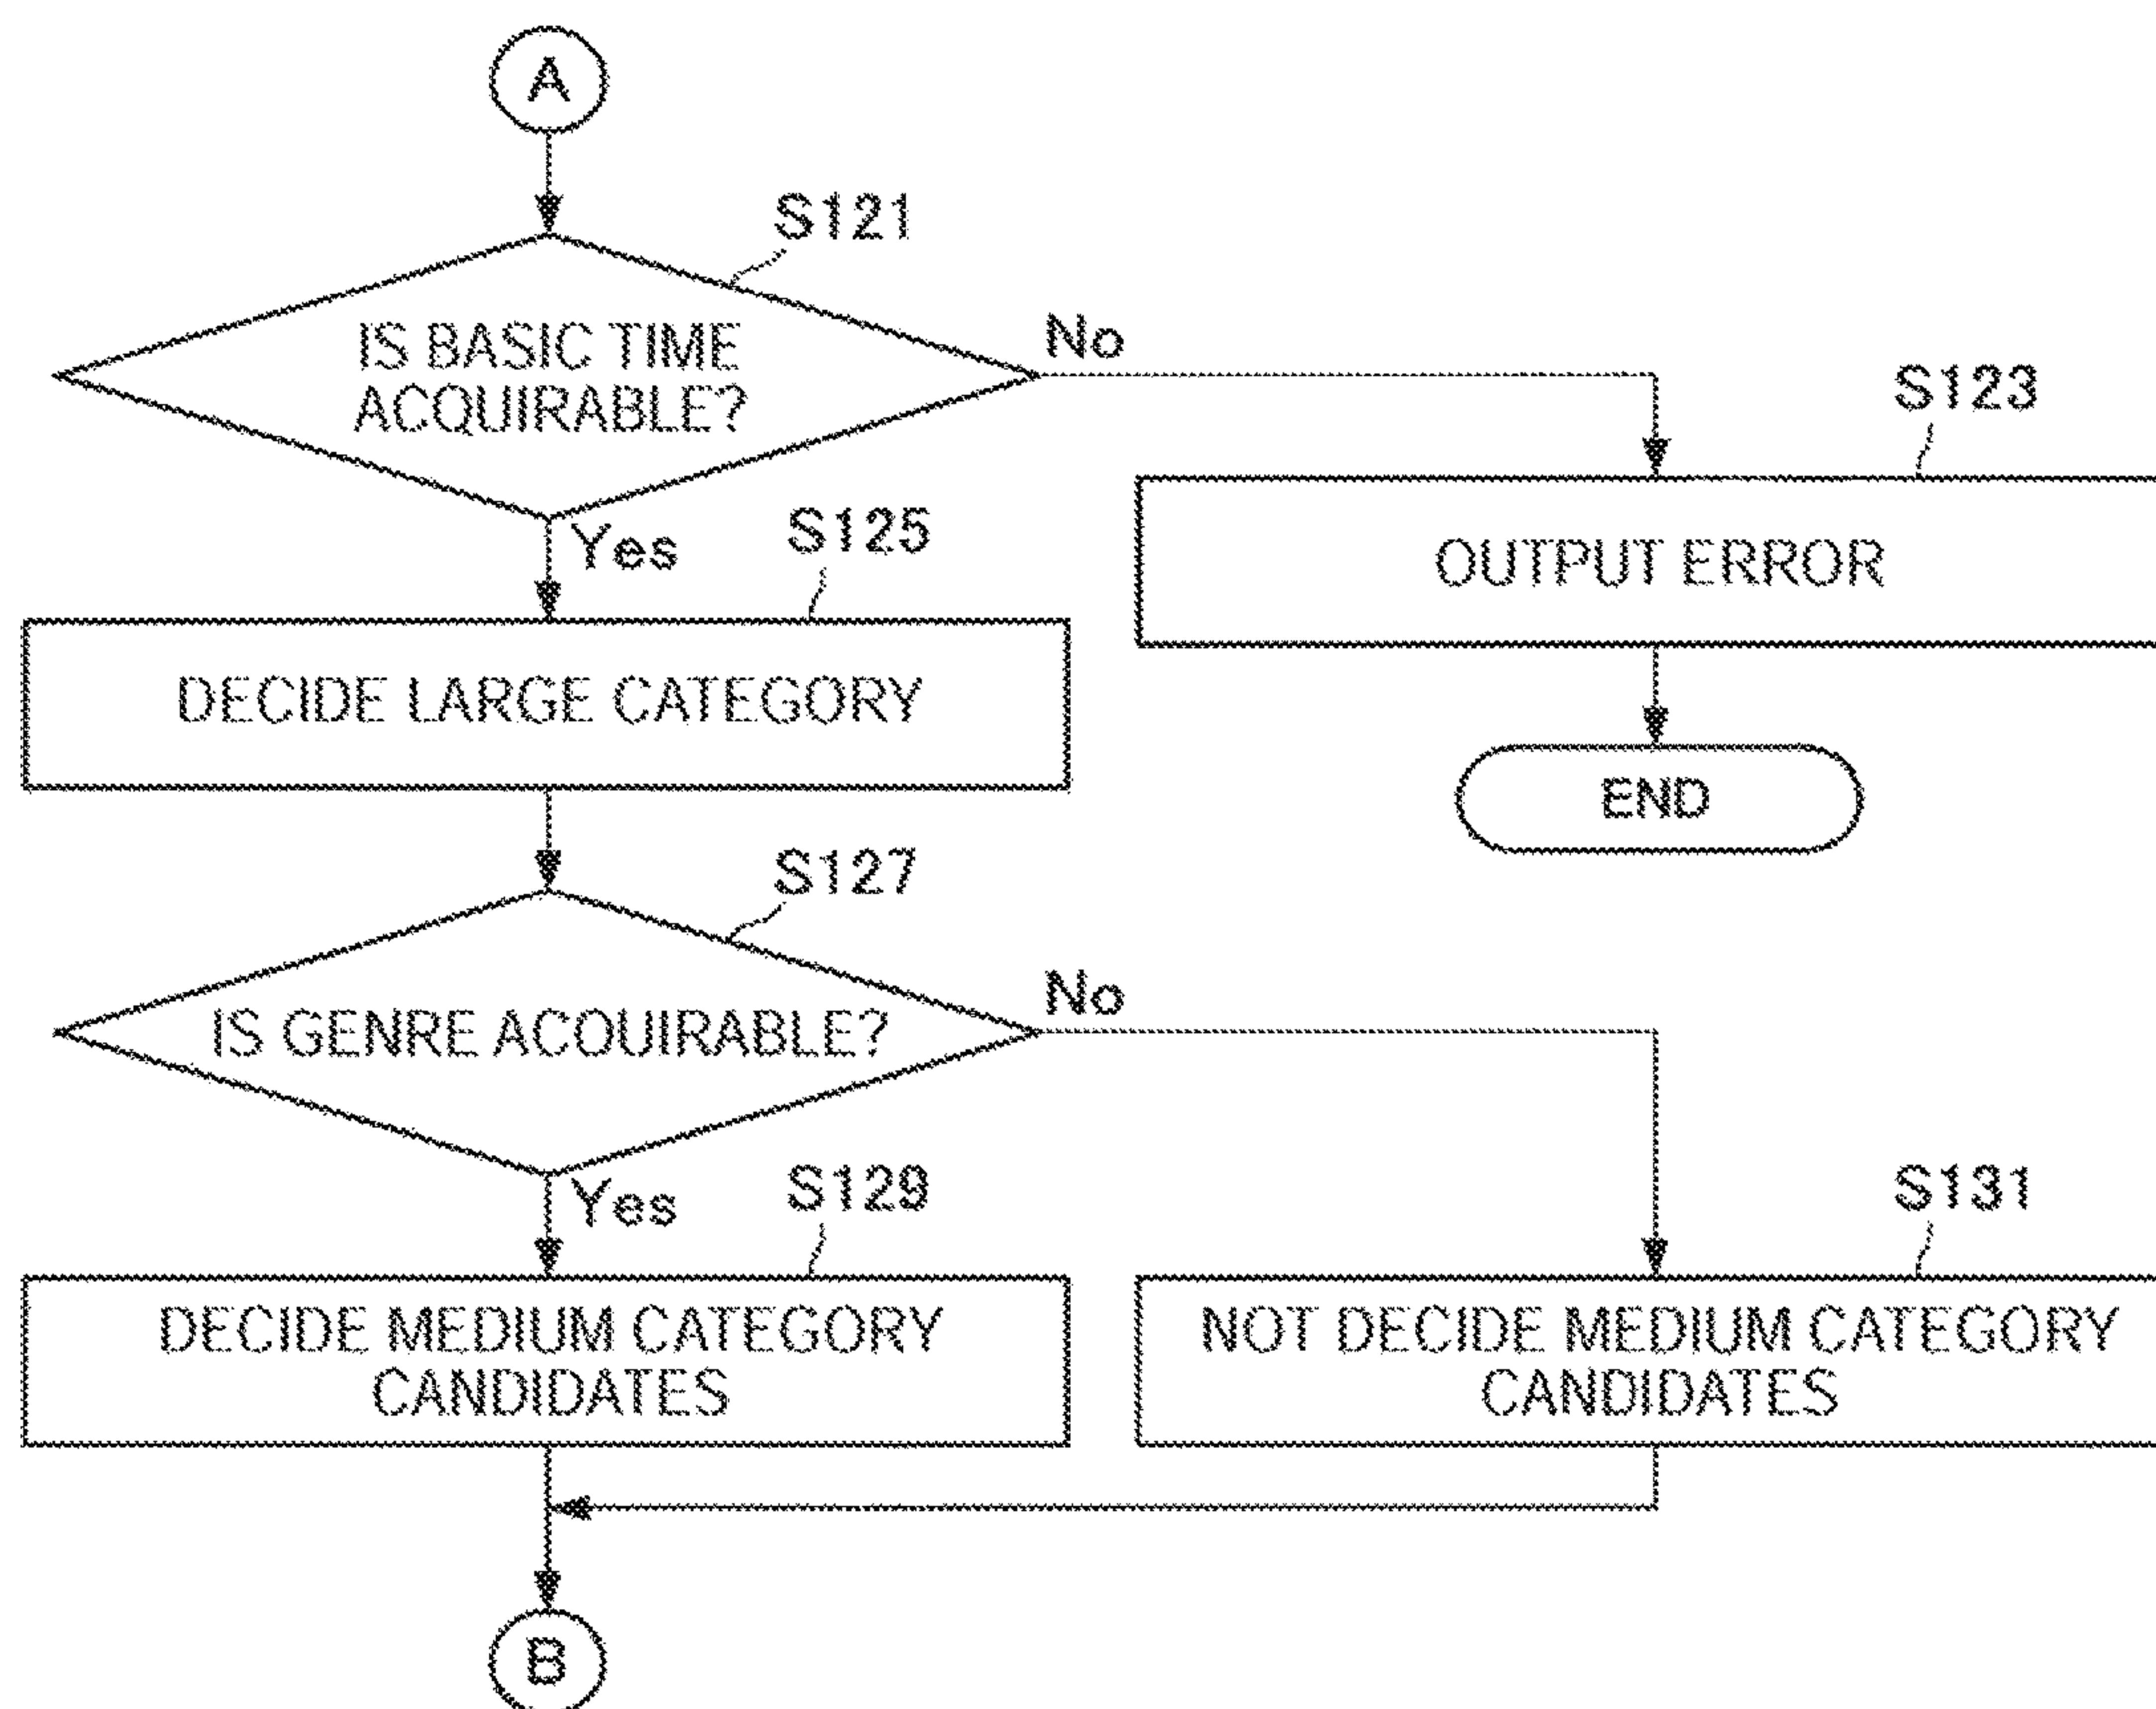 A
S121
IS BASIC TIME
ACQUIRABLE?
No
S123
OUTPUT ERROR
END
Yes
S125
DECIDE LARGE CATEGORY
S127
IS GENRE ACQUIRABLE?
No
Yes
S129
DECIDE MEDIUM CATEGORY
CANDIDATES
S131
NOT DECIDE MEDIUM CATEGORY
CANDIDATES
B